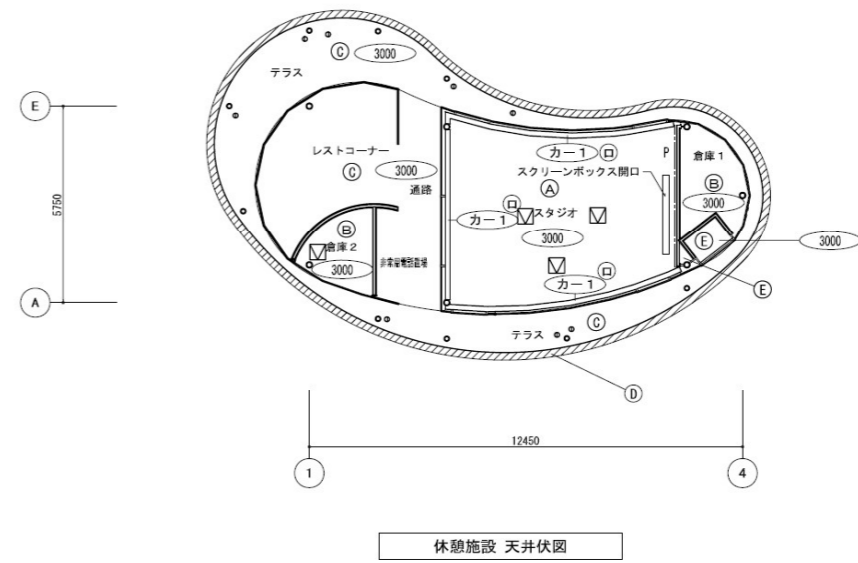 Ⓒ 3000
テラス
E
レストコーナー
Ⓒ 3000
通路
カー1 ロ
P
スクリーンボックス開口
倉庫1
Ⓑ
3000
Ⓐ
ロ
カー1
スタジオ
3000
5750
Ⓑ
倉庫2
3000
Ⓔ
3000
ロ
カー1
Ⓔ
A
テラス
Ⓒ
Ⓓ
12450
1
4
休憩施設 天井伏図